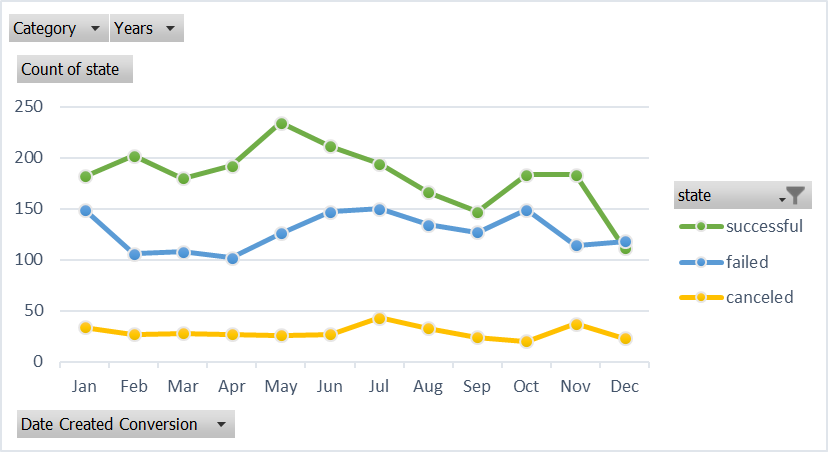 Category Years
Count of state
250
200
150
100
50
0
Jan Feb Mar Apr May Jun Jul Aug Sep Oct Nov Dec
state
successful
failed
canceled
Date Created Conversion